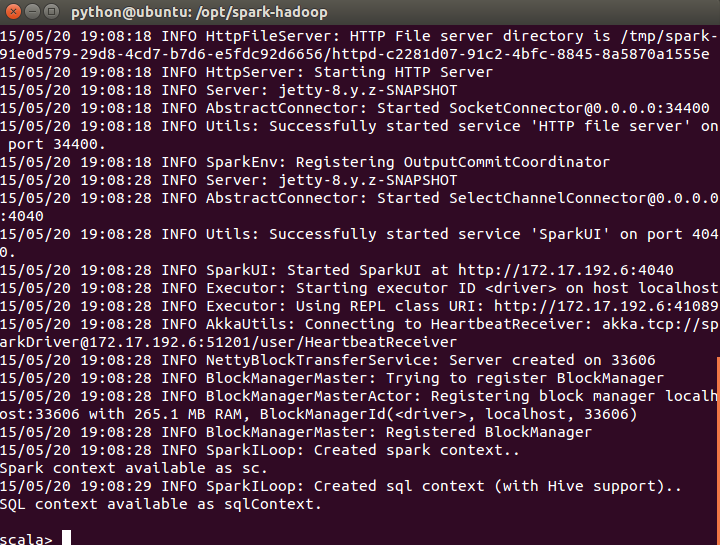 python@ubuntu: /opt/spark-hadoop
15/05/20 19:08:18 INFO HttpFileServer: HTTP File server directory is /tmp/spark-
91e0d579-29d8-4cd7-b7d6-e5fdc92d6656/httpd-c2281d07-91c2-4bfc-8845-8a5870a1555e
15/05/20 19:08:18 INFO HttpServer: Starting HTTP Server
15/05/20 19:08:18 INFO Server: jetty-8.y.z-SNAPSHOT
15/05/20 19:08:18 INFO AbstractConnector: Started SocketConnector@0.0.0.0:34400
15/05/20 19:08:18 INFO Utils: Successfully started service 'HTTP file server' on
 port 34400.
15/05/20 19:08:18 INFO SparkEnv: Registering OutputCommitCoordinator
15/05/20 19:08:28 INFO Server: jetty-8.y.z-SNAPSHOT
15/05/20 19:08:28 INFO AbstractConnector: Started SelectChannelConnector@0.0.0.0
:4040
15/05/20 19:08:28 INFO Utils: Successfully started service 'SparkUI' on port 404
0.
15/05/20 19:08:28 INFO SparkUI: Started SparkUI at http://172.17.192.6:4040
15/05/20 19:08:28 INFO Executor: Starting executor ID <driver> on host localhost
15/05/20 19:08:28 INFO Executor: Using REPL class URI: http://172.17.192.6:41089
15/05/20 19:08:28 INFO AkkaUtils: Connecting to HeartbeatReceiver: akka.tcp://sp
arkDriver@172.17.192.6:51201/user/HeartbeatReceiver
15/05/20 19:08:28 INFO NettyBlockTransferService: Server created on 33606
15/05/20 19:08:28 INFO BlockManagerMaster: Trying to register BlockManager
15/05/20 19:08:28 INFO BlockManagerMasterActor: Registering block manager localh
ost:33606 with 265.1 MB RAM, BlockManagerId(<driver>, localhost, 33606)
15/05/20 19:08:28 INFO BlockManagerMaster: Registered BlockManager
15/05/20 19:08:28 INFO SparkILoop: Created spark context..
Spark context available as sc.
15/05/20 19:08:29 INFO SparkILoop: Created sql context (with Hive support)..
SQL context available as sqlContext.
scala>